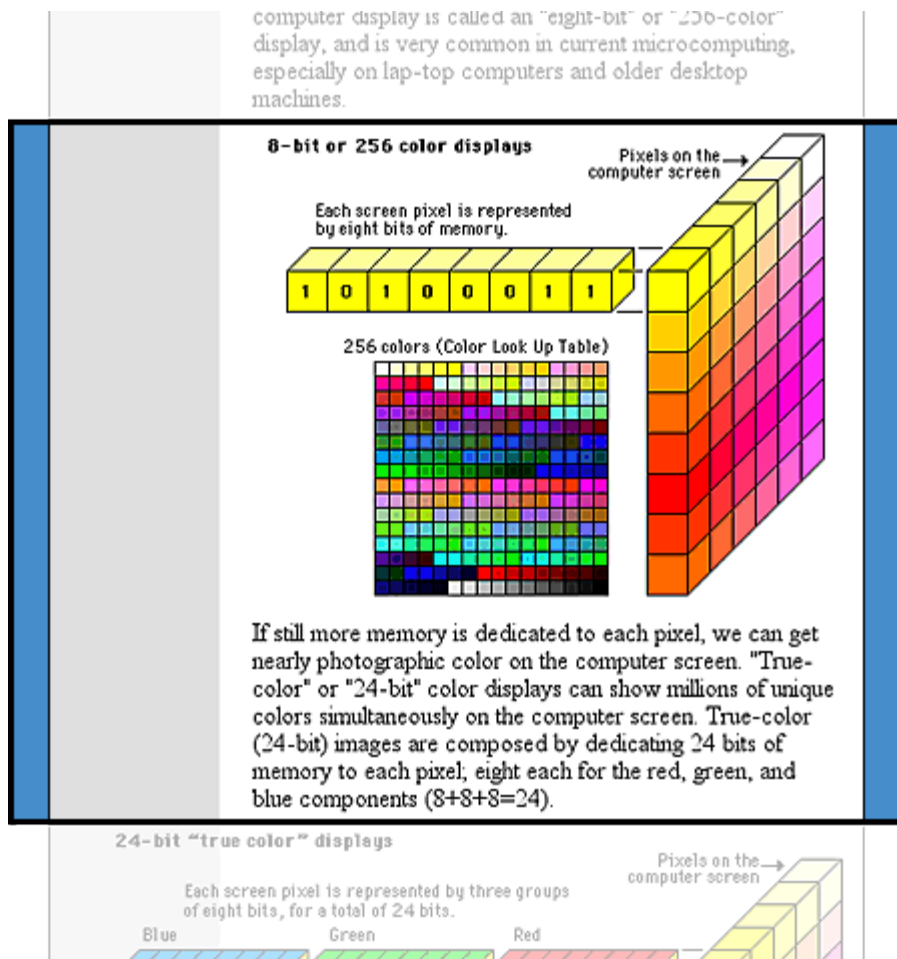 computer display is called an "eight-bit" or "256-color"
display, and is very common in current microcomputing,
especially on lap-top computers and older desktop
machines.
8-bit or 256 color displays
Pixels on the
computer screen
Each screen pixel is represented
by eight bits of memory.
1 0 1 0 0 0 1 1
256 colors (Color Look Up Table)
If still more memory is dedicated to each pixel, we can get
nearly photographic color on the computer screen. "True-
color" or "24-bit" color displays can show millions of unique
colors simultaneously on the computer screen. True-color
(24-bit) images are composed by dedicating 24 bits of
memory to each pixel; eight each for the red, green, and
blue components (8+8+8=24).
24-bit "true color" displays
Pixels on the
computer screen
Each screen pixel is represented by three groups
of eight bits, for a total of 24 bits.
Blue Green Red